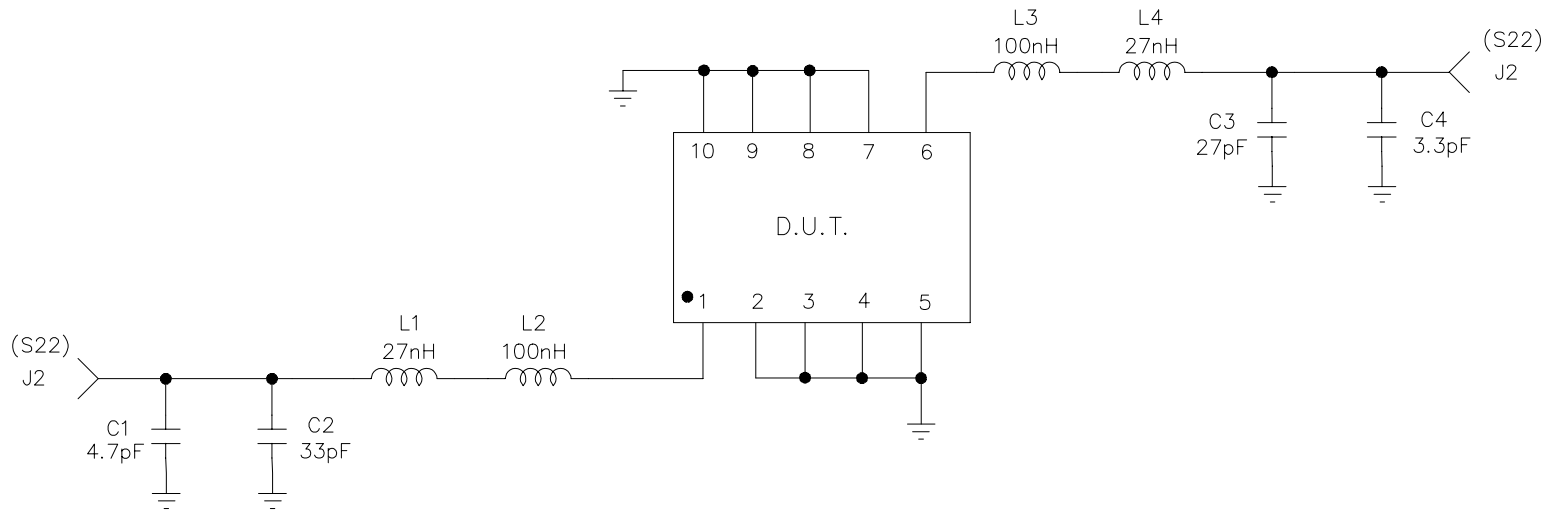 L3
100nH
L4
27nH
(S22)
J2
C3
27pF
C4
3.3pF
10 9 8 7 6
D.U.T.
1 2 3 4 5
L1
27nH
L2
100nH
(S22)
J2
C1
4.7pF
C2
33pF